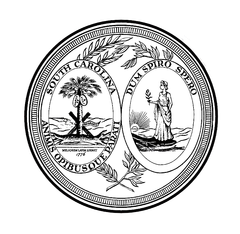 SOUTH CAROLINA
ANIMIS OPIBUSQUE PARATI
1776
DUM SPIRO SPERO